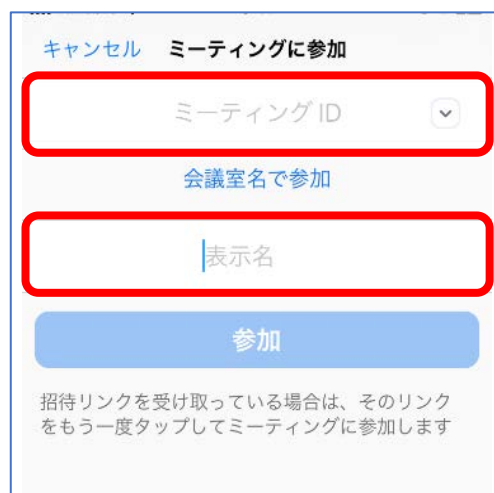 キャンセル ミーティングに参加
ミーティング ID
会議室名で参加
表示名
参加
招待リンクを受け取っている場合は、そのリンク
をもう一度タップしてミーティングに参加します